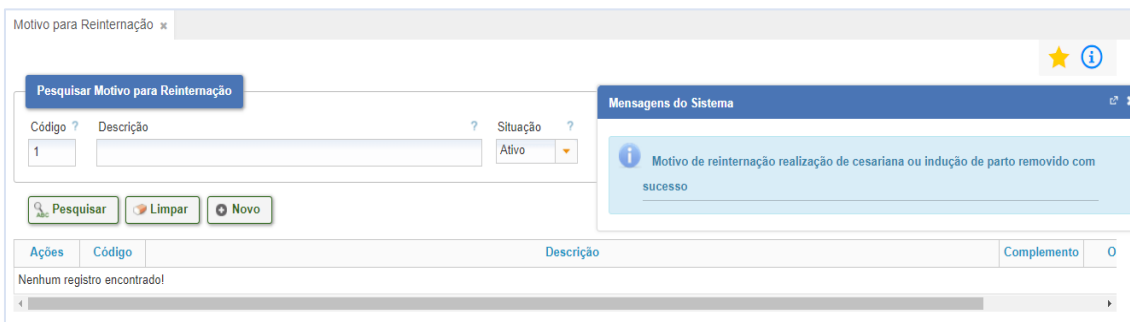 Motivo para Reinternação
Pesquisar Motivo para Reinternação
Código ? Descrição ? Situação ?
1 Ativo
Mensagens do Sistema
Motivo de reinternação realização de cesariana ou indução de parto removido com
sucesso
Pesquisar Limpar Novo
Ações Código Descrição Complemento O
Nenhum registro encontrado!